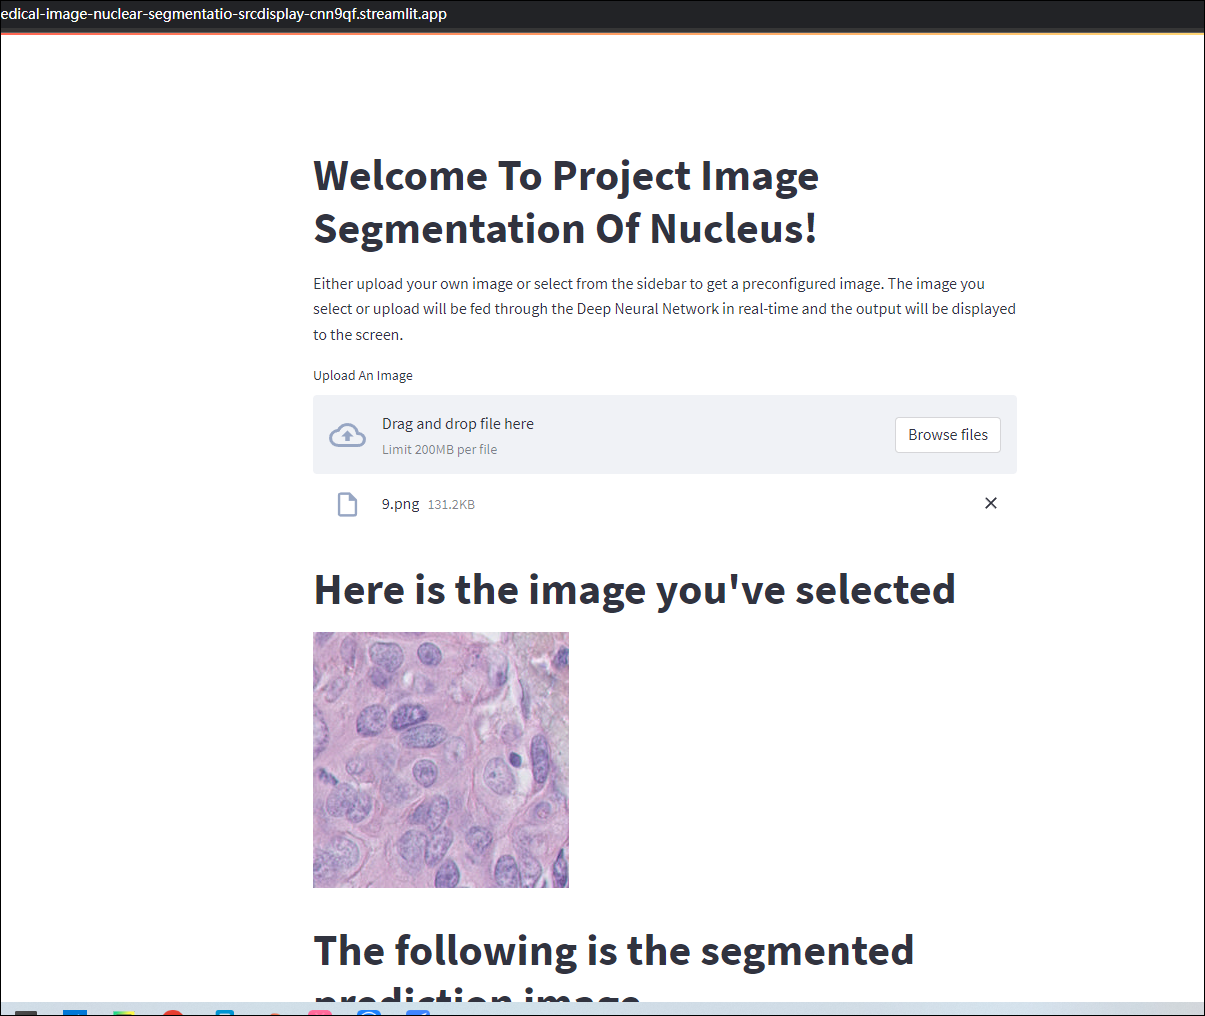 edical-image-nuclear-segmentatio-srcdisplay-cnn9qf.streamlit.app
Welcome To Project Image
Segmentation Of Nucleus!
Either upload your own image or select from the sidebar to get a preconfigured image. The image you
select or upload will be fed through the Deep Neural Network in real-time and the output will be displayed
to the screen.
Upload An Image
Drag and drop file here
Limit 200MB per file
Browse files
9.png 131.2KB
Here is the image you've selected
The following is the segmented
prediction image